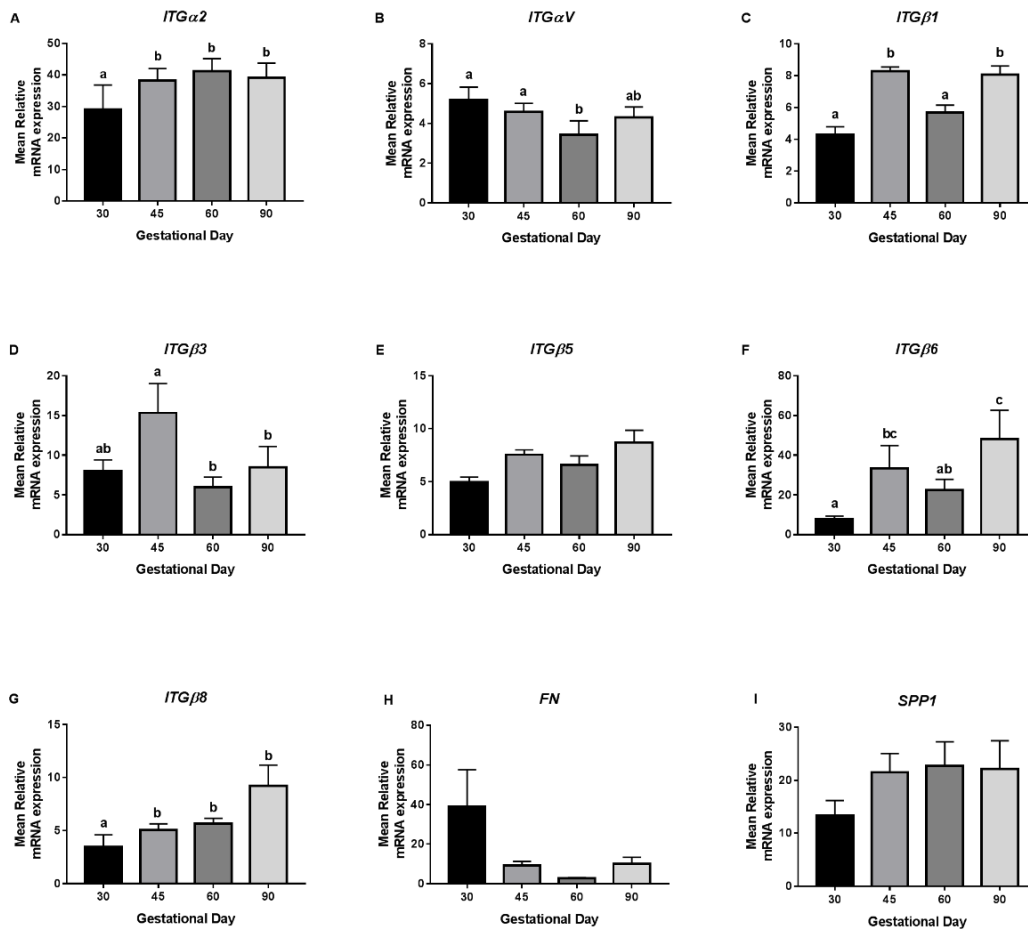 A
ITGα2
Mean Relative
mRNA expression
50
40
30
20
10
0
a
b
b
b
30 45 60 90
Gestational Day
B
ITGαV
Mean Relative
mRNA expression
8
6
4
2
0
a
a
b
ab
30 45 60 90
Gestational Day
C
ITGβ1
Mean Relative
mRNA expression
10
8
6
4
2
0
a
b
a
b
30 45 60 90
Gestational Day
D
ITGβ3
Mean Relative
mRNA expression
20
15
10
5
0
ab
a
b
b
30 45 60 90
Gestational Day
E
ITGβ5
Mean Relative
mRNA expression
15
10
5
0
30 45 60 90
Gestational Day
F
ITGβ6
Mean Relative
mRNA expression
80
60
40
20
0
a
bc
ab
c
30 45 60 90
Gestational Day
G
ITGβ8
Mean Relative
mRNA expression
15
10
5
0
a
b
b
b
30 45 60 90
Gestational Day
H
FN
Mean Relative
mRNA expression
80
60
40
20
0
30 45 60 90
Gestational Day
I
SPP1
Mean Relative
mRNA expression
30
20
10
0
30 45 60 90
Gestational Day